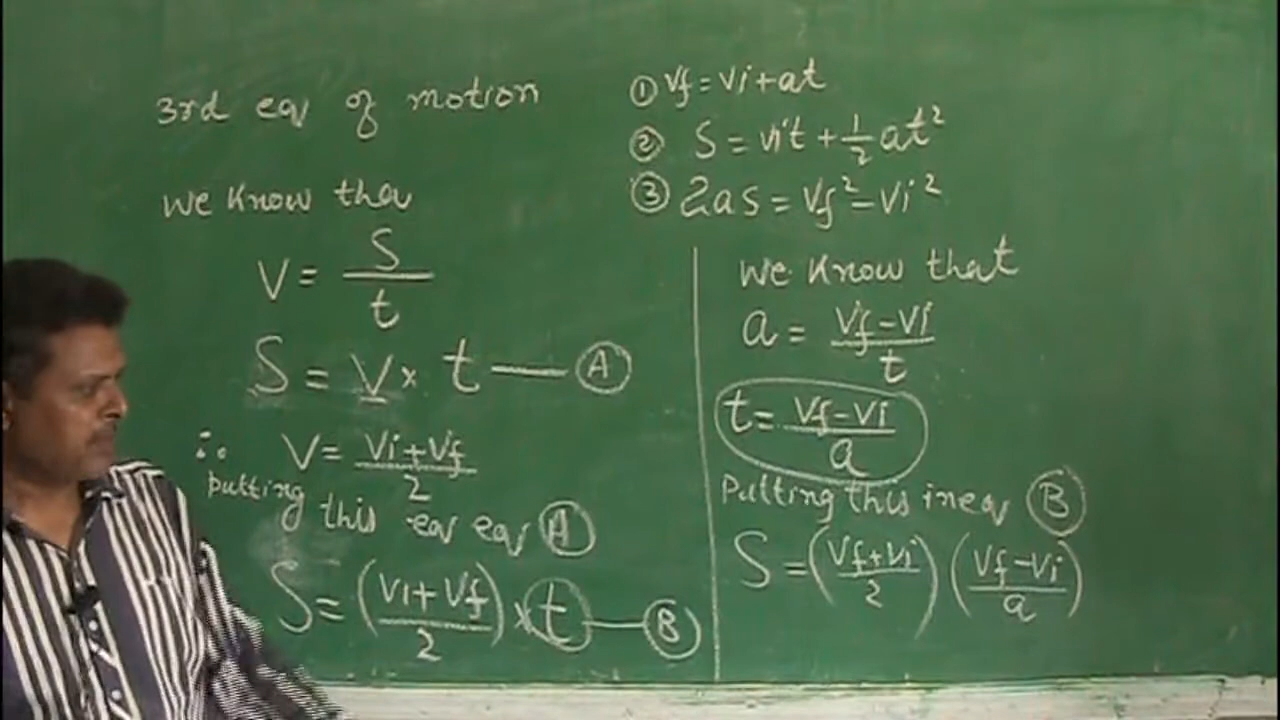 3rd eq of motion
① Vf = Vi + at
② S = Vit + 1/2 at²
③ 2as = Vf² - Vi²
We Know tha
V = S/t
S = V × t — Ⓐ
∴ V = Vi+Vf/2
putting this eq eq Ⓐ
S = (Vi+Vf/2) × t — Ⓑ
We Know that
a = Vf-Vi/t
t = Vf-Vi/a
Putting this in eq Ⓑ
S = (Vf+Vi/2) (Vf-Vi/a)